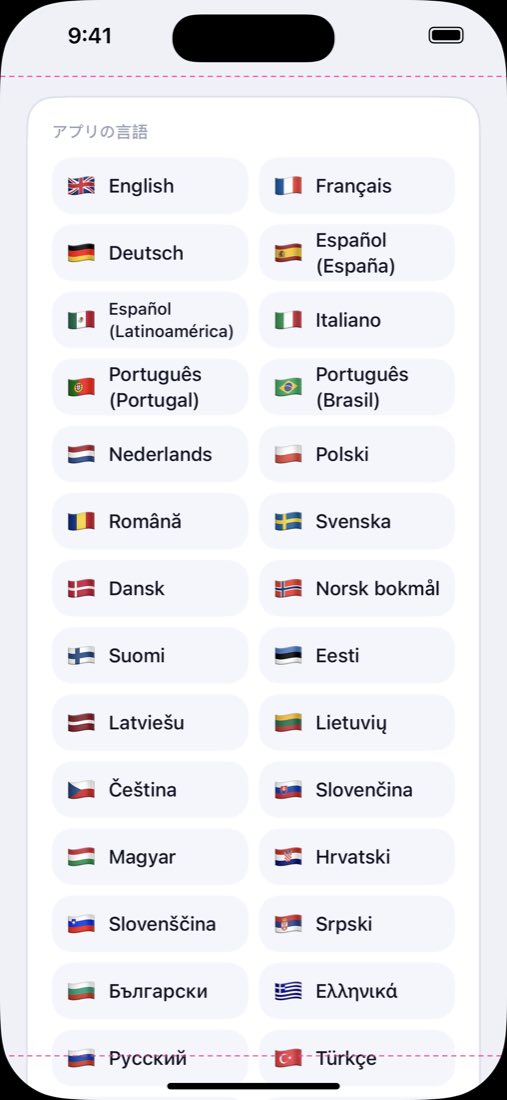 9:41
アプリの言語
English
Français
Deutsch
Español
(España)
Español
(Latinoamérica)
Italiano
Português
(Portugal)
Português
(Brasil)
Nederlands
Polski
Română
Svenska
Dansk
Norsk bokmål
Suomi
Eesti
Latviešu
Lietuvių
Čeština
Slovenčina
Magyar
Hrvatski
Slovenščina
Srpski
Български
Ελληνικά
Русский
Türkçe